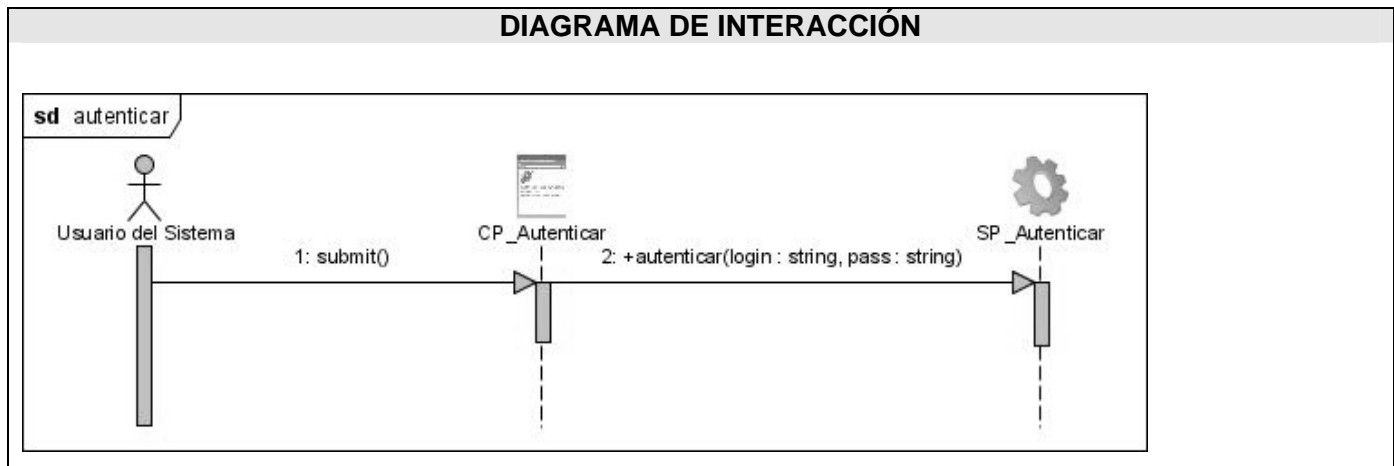 DIAGRAMA DE INTERACCIÓN
sd autenticar
Usuario del Sistema
CP_Autenticar
SP_Autenticar
1: submit()
2: +autenticar(login : string, pass : string)